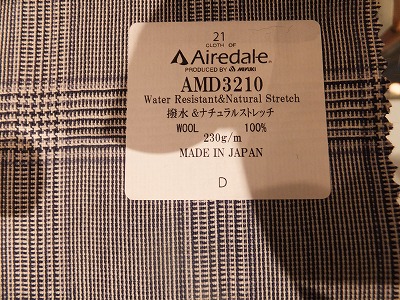 21
CLOTH OF
Airedale
PRODUCED BY MIYUKI
AMD3210
Water Resistant&Natural Stretch
撥水 &ナチュラルストレッチ
WOOL 100%
230g/m
MADE IN JAPAN
D